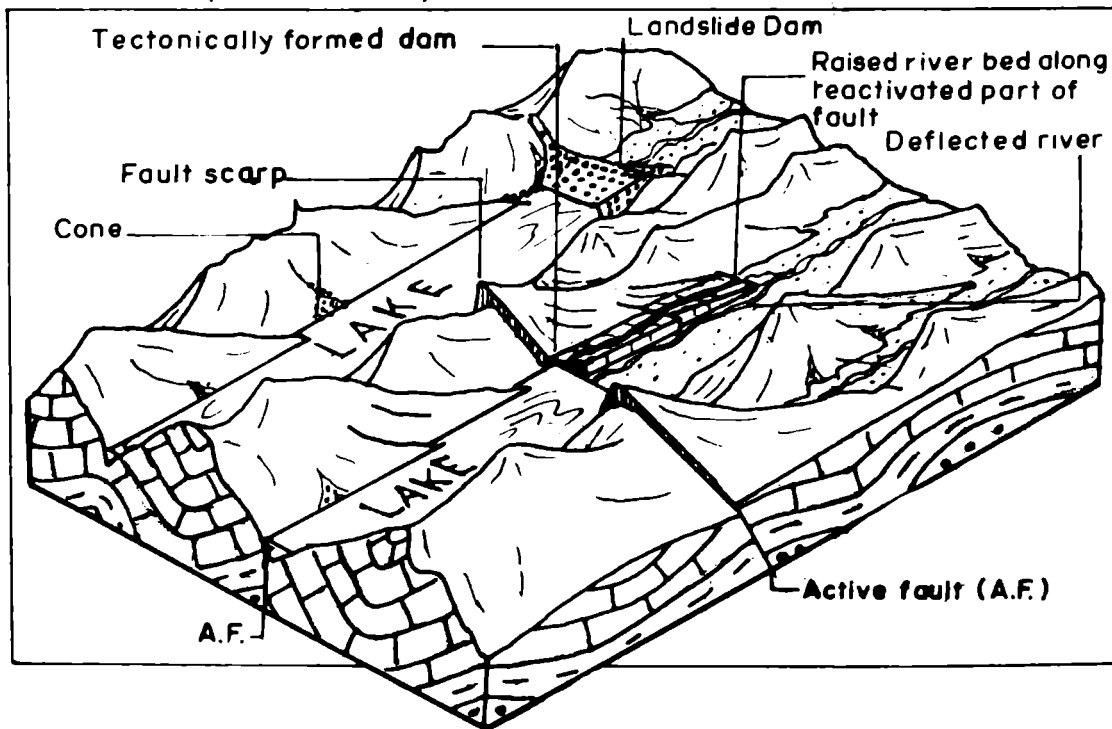 Tectonically formed dam
Landslide Dam
Raised river bed along
reactivated part of
fault
Deflected river
Fault scarp
Cone
LAKE
LAKE
Active fault (A.F.)
A.F.